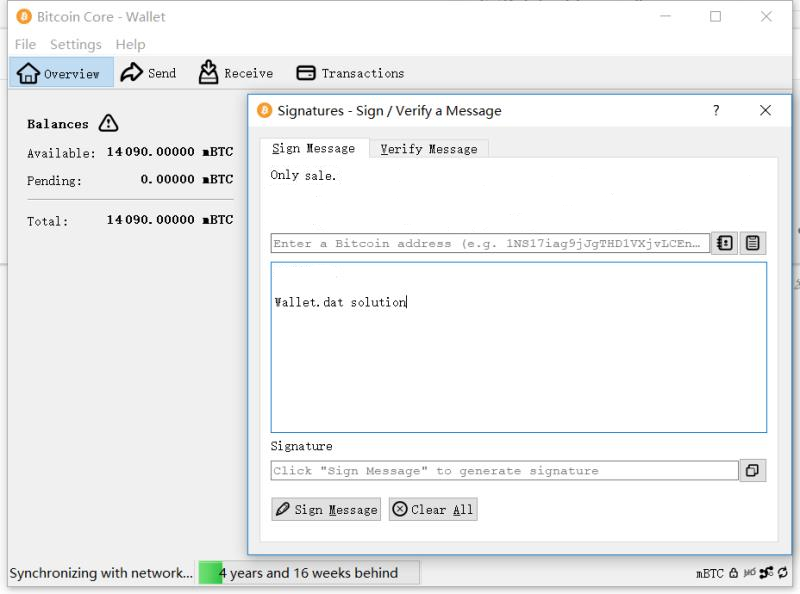 Bitcoin Core - Wallet
File Settings Help
Overview Send Receive Transactions
Balances
Available: 14 090.00000 mBTC
Pending: 0.00000 mBTC
Total: 14 090.00000 mBTC
Signatures - Sign / Verify a Message
?
Sign Message Verify Message
Only sale.
Enter a Bitcoin address (e.g. 1NS17iag9jJgTHD1VXjvLCEn...
Wallet.dat solution
Signature
Click "Sign Message" to generate signature
Sign Message Clear All
Synchronizing with network... 4 years and 16 weeks behind
mBTC